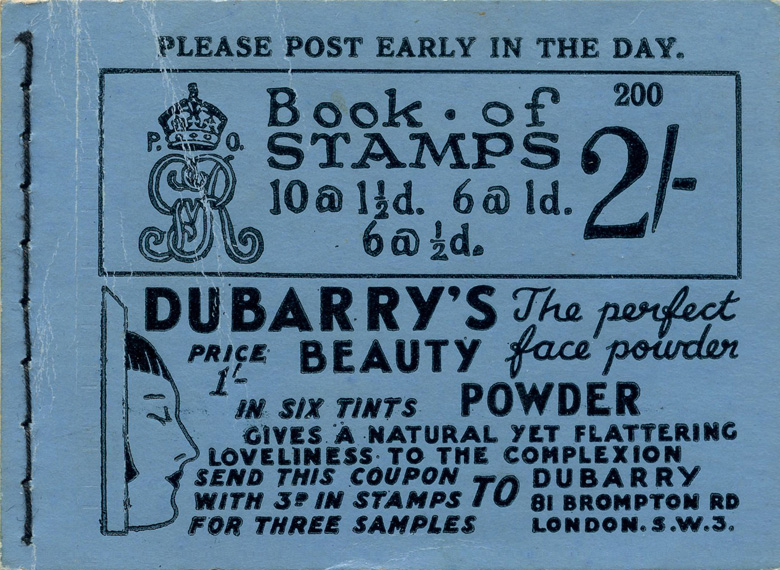 PLEASE POST EARLY IN THE DAY.
200
P. O.
GR
Book · of
STAMPS
2/-
10 @ 1½d. 6 @ 1d.
6 @ ½d.
DUBARRY'S
The perfect
face powder
PRICE
1/-
BEAUTY
POWDER
IN SIX TINTS
GIVES A NATURAL YET FLATTERING
LOVELINESS TO THE COMPLEXION
SEND THIS COUPON
WITH 3D IN STAMPS
FOR THREE SAMPLES
TO
DUBARRY
81 BROMPTON RD
LONDON. S.W.3.